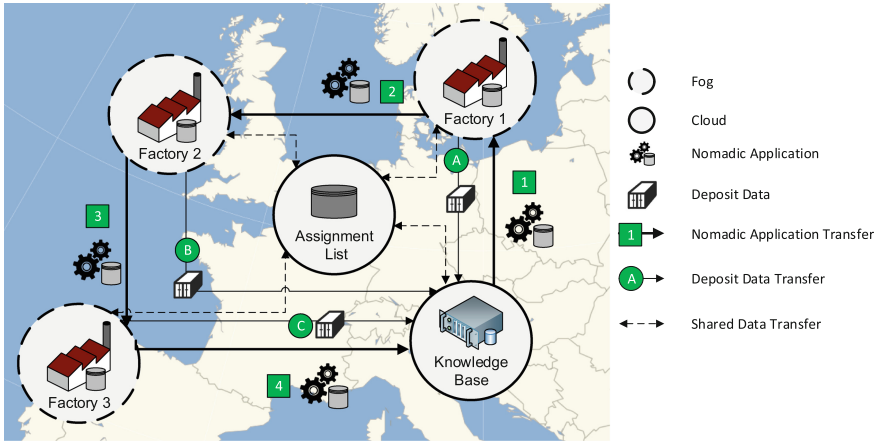 2
Factory 1
Factory 2
A
1
3
Assignment
List
B
C
Knowledge
Base
4
Factory 3
Fog
Cloud
Nomadic Application
Deposit Data
1
Nomadic Application Transfer
A
Deposit Data Transfer
Shared Data Transfer